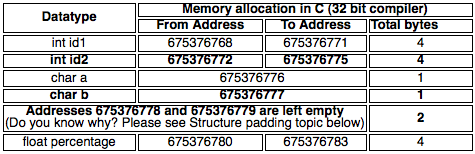 Datatype Memory allocation in C (32 bit compiler)
From Address To Address Total bytes
int id1 675376768 675376771 4
int id2 675376772 675376775 4
char a 675376776 1
char b 675376777 1
Addresses 675376778 and 675376779 are left empty
(Do you know why? Please see Structure padding topic below) 2
float percentage 675376780 675376783 4